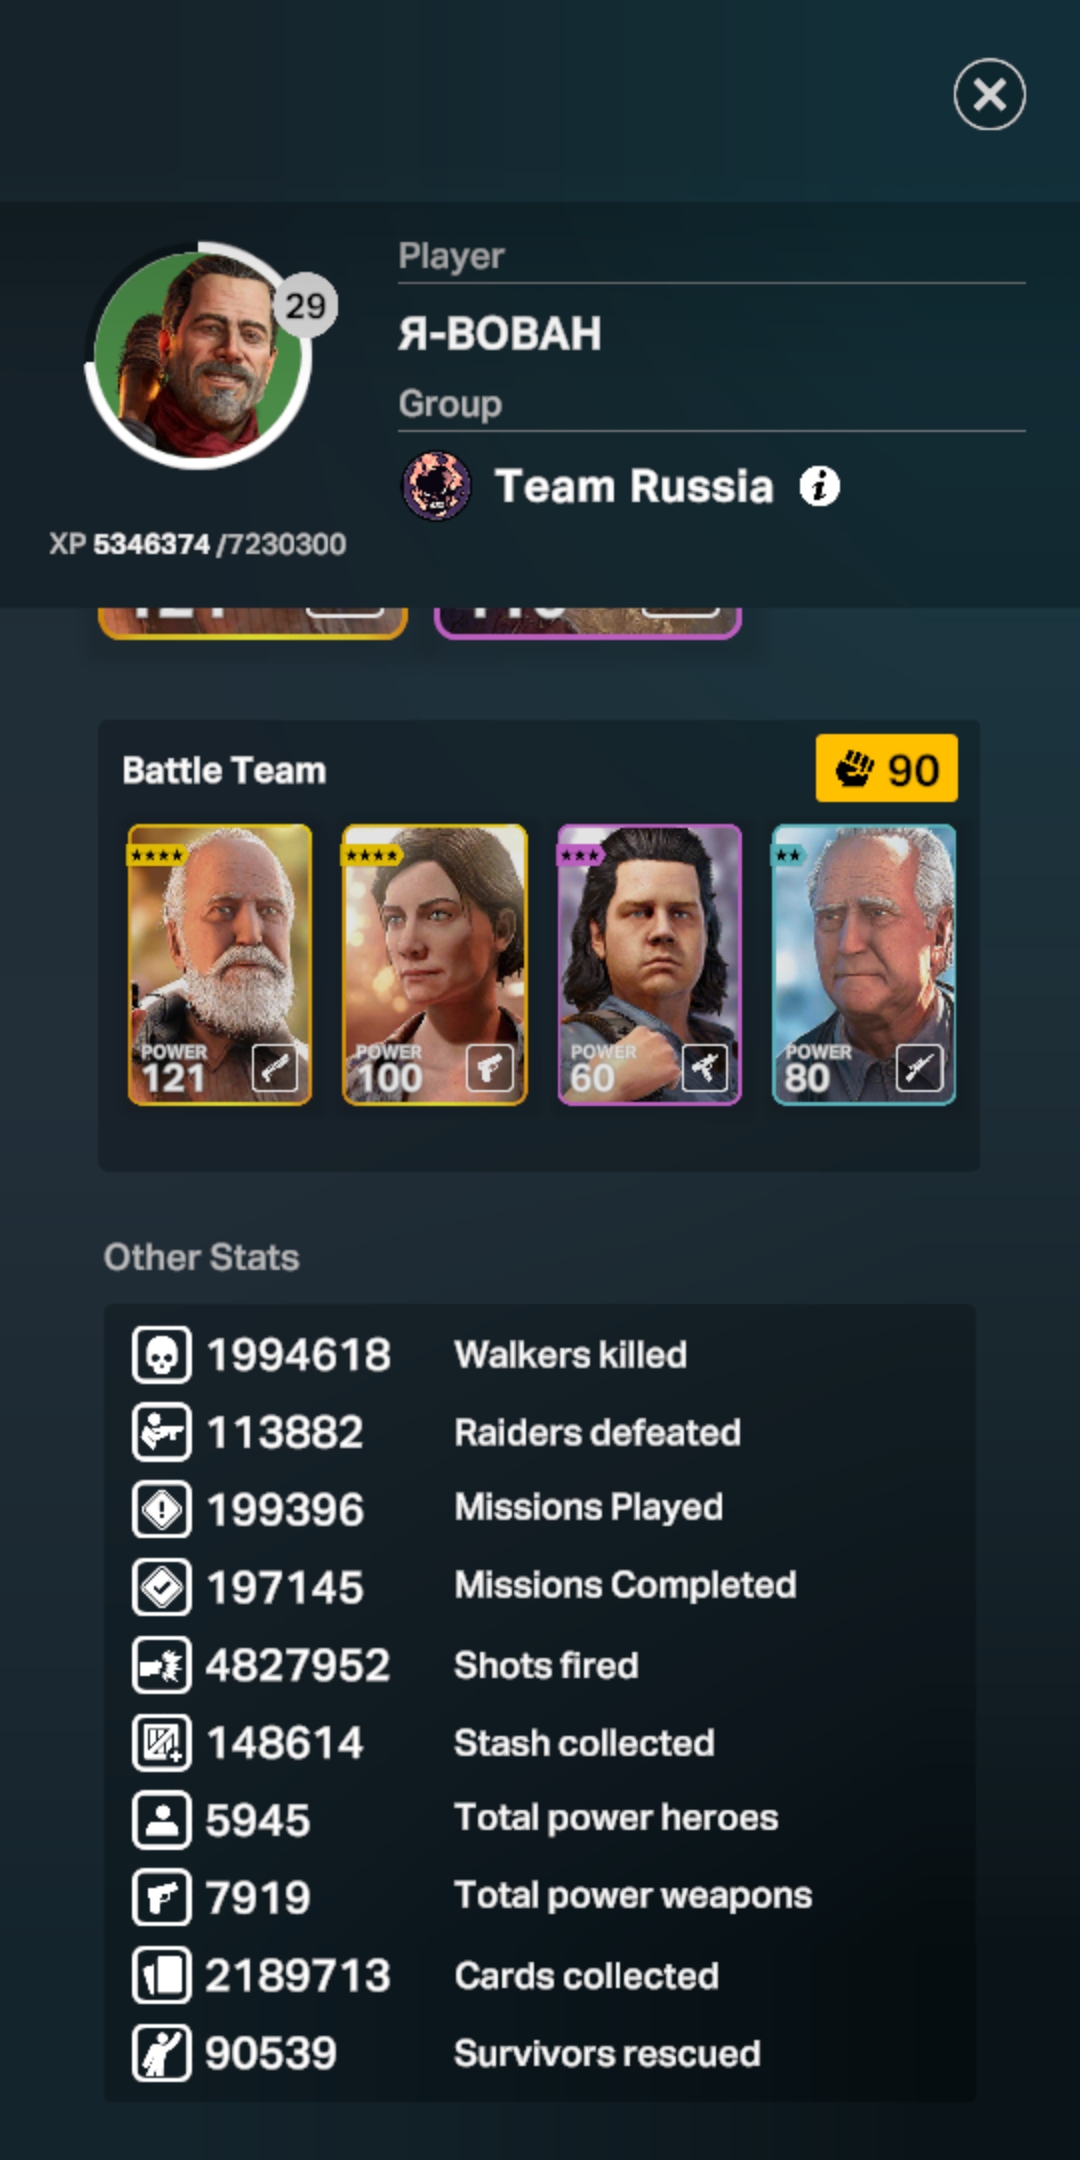 Player
29
Я-ВОВАН
Group
Team Russia
XP 5346374 /7230300
Battle Team
90
POWER 121
POWER 100
POWER 60
POWER 80
Other Stats
1994618 Walkers killed
113882 Raiders defeated
199396 Missions Played
197145 Missions Completed
4827952 Shots fired
148614 Stash collected
5945 Total power heroes
7919 Total power weapons
2189713 Cards collected
90539 Survivors rescued